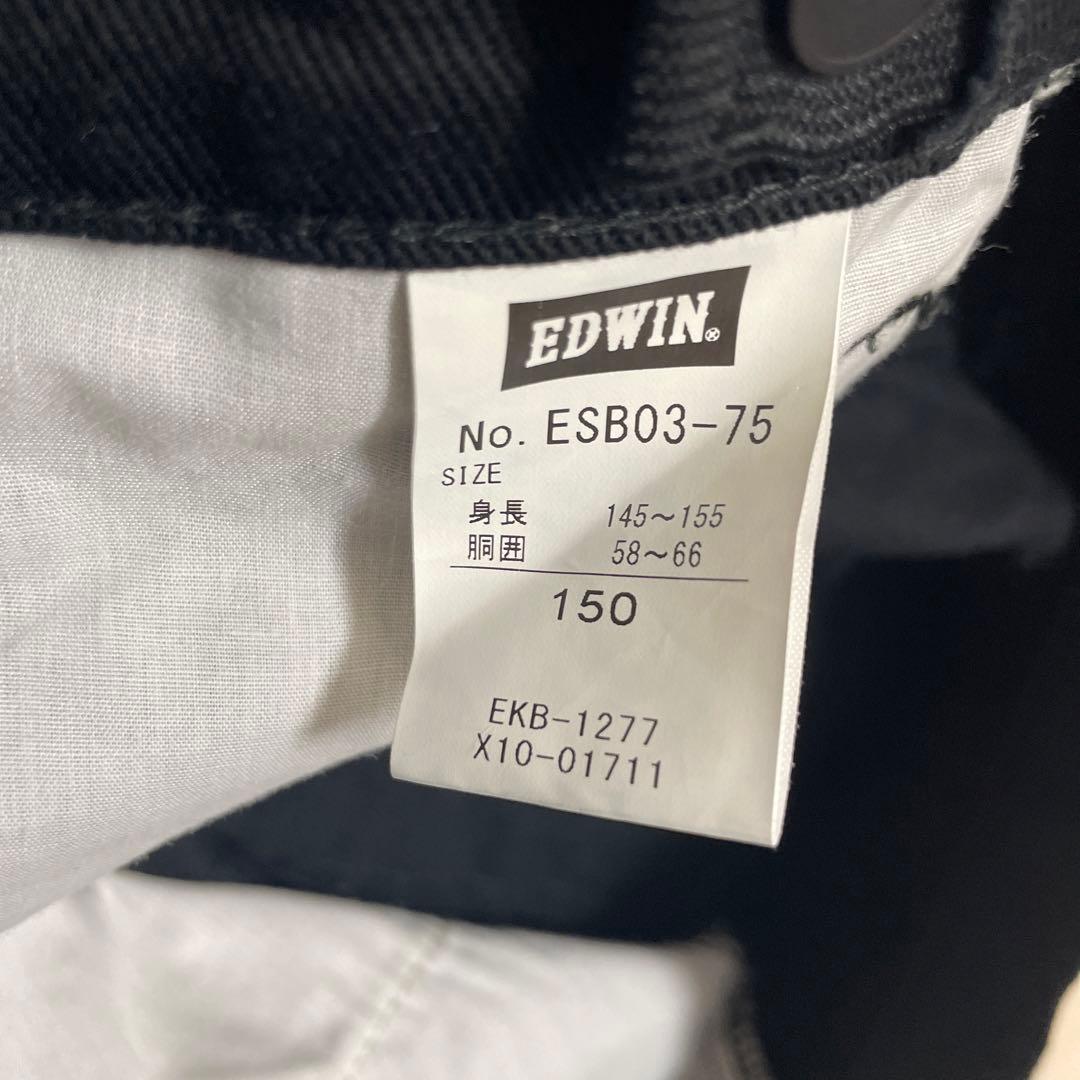 EDWIN®
No. ESB03-75
SIZE
身長 145~155
胴囲 58~66
150
EKB-1277
X10-01711